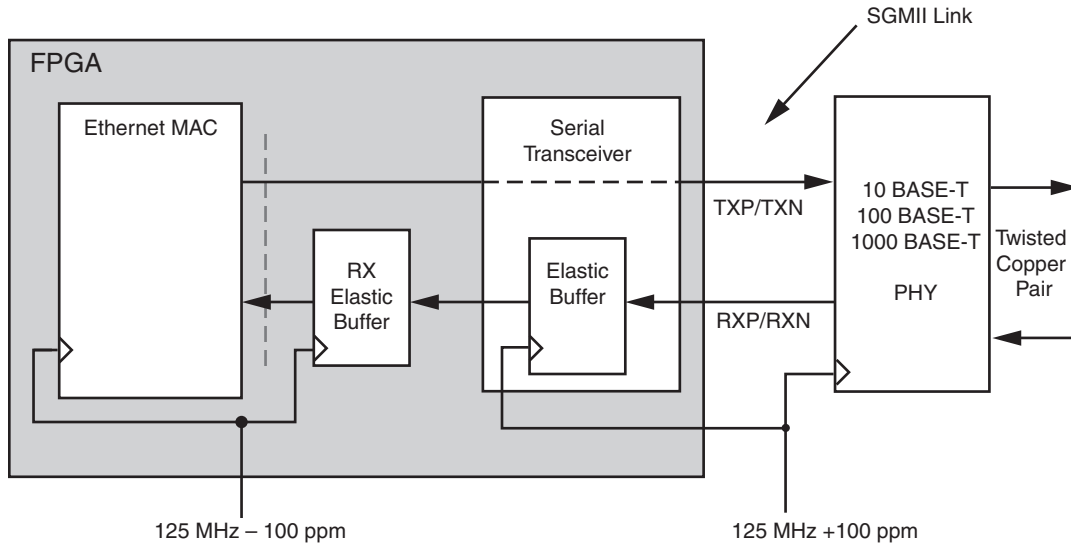 SGMII Link
FPGA
Ethernet MAC
Serial
Transceiver
TXP/TXN
10 BASE-T
100 BASE-T
1000 BASE-T
PHY
Twisted
Copper
Pair
RX
Elastic
Buffer
Elastic
Buffer
RXP/RXN
125 MHz – 100 ppm
125 MHz +100 ppm